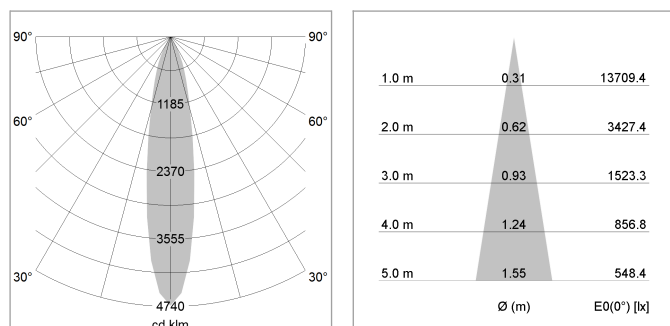 90° 90°
1185
60° 60°
2370
3555
30° 30°
4740
cd klm
1.0 m 0.31 13709.4
2.0 m 0.62 3427.4
3.0 m 0.93 1523.3
4.0 m 1.24 856.8
5.0 m 1.55 548.4
Ø (m) E0(0°) [lx]